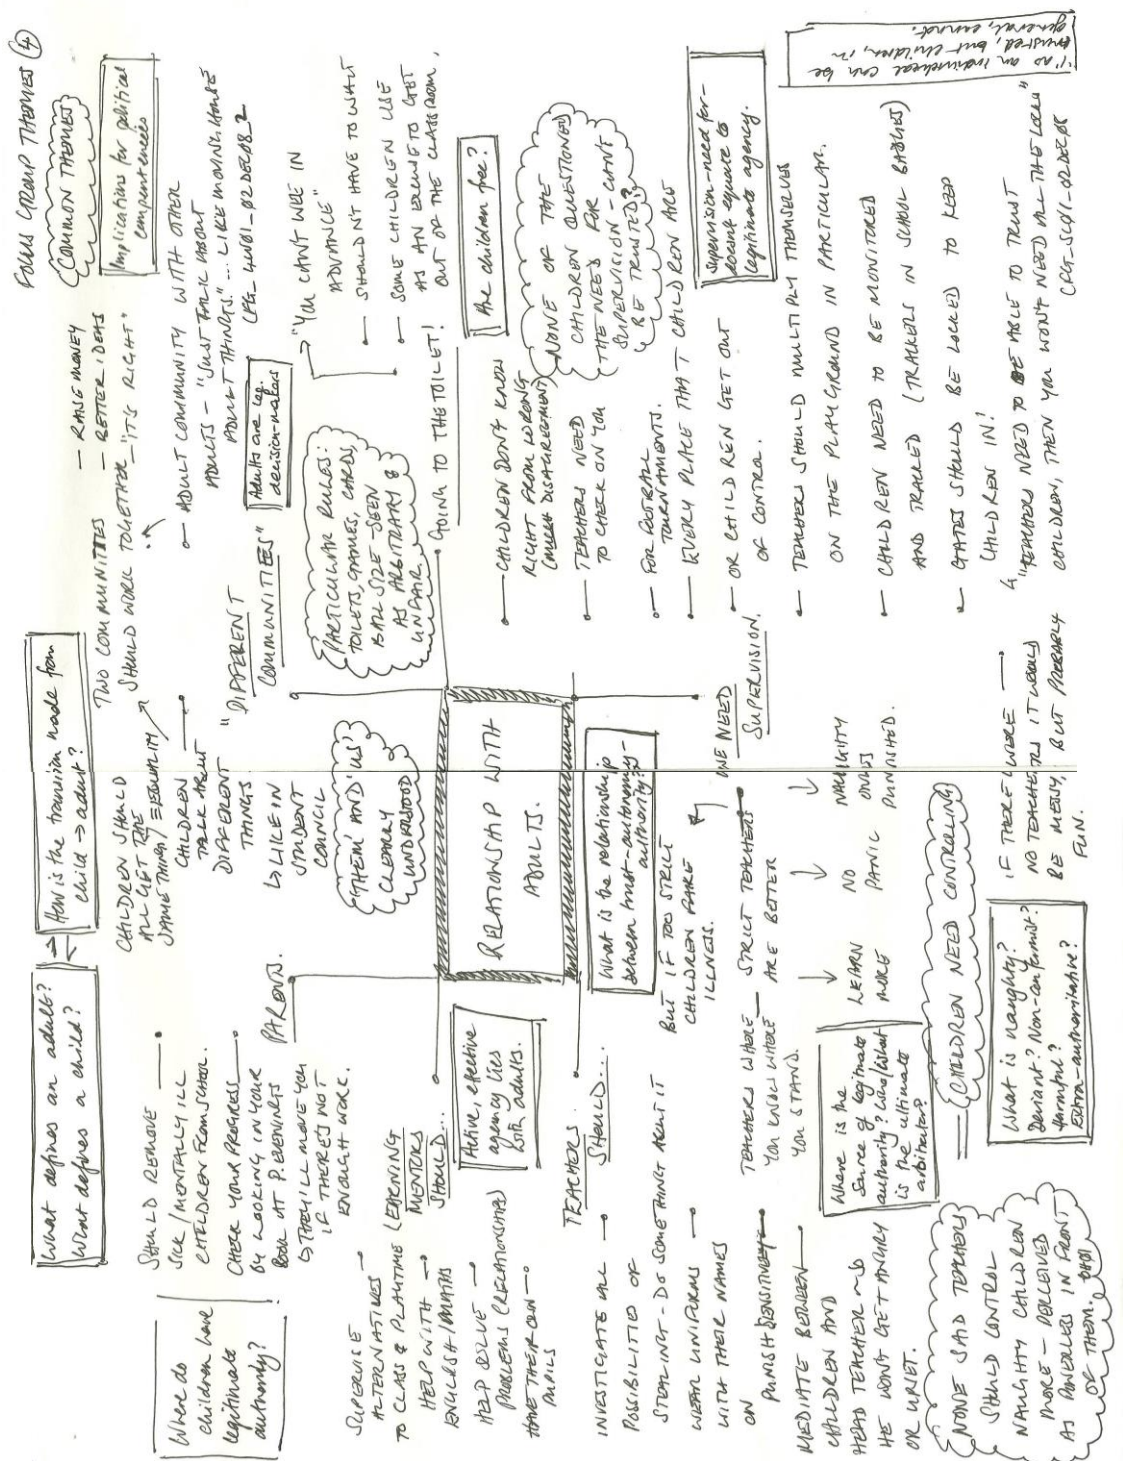 FOCUS GROUP THEMES 4
COMMON THEMES
Implications for political
competencies
What defines an adult?
What defines a child?
How is the transition made from
child → adult?
Where do
children have
legitimate
authority?
SHOULD REMOVE
SICK/MENTALLY ILL
CHILDREN FROM SCHOOL.
CHECK YOUR PROGRESS
BY LOOKING IN YOUR
BOOK AT P. EVENINGS
↳ THEY'LL MOVE YOU
IF THERE'S NOT
ENOUGH WORK.
PARENTS.
CHILDREN SHOULD
ALL GET THE
SAME THINGS/
CHILDREN
TALK ABOUT
DIFFERENT
THINGS
↳ LIKE IN
STUDENT
COUNCIL
'THEM' AND 'US'
CLEARLY
UNDERSTOOD
TWO COMMUNITIES
SHOULD WORK TOGETHER
— RAISE MONEY
— BETTER IDEAS
— "IT'S RIGHT"
"DIFFERENT
COMMUNITIES"
ADULT COMMUNITY WITH OTHER
ADULTS - "JUST TALK ABOUT
ADULT THINGS" ... LIKE MOVING HOUSE
Adults are leg.
decision-makers
PARTICULAR RULES:
TOILETS, GAMES, CARDS,
BALL SIZE - SEEN
AS ARBITRARY &
UNFAIR.
GOING TO THE TOILET!
→ "YOU CAN'T WEE IN
ADVANCE"
SHOULDN'T HAVE TO WAIT
SOME CHILDREN USE
AS AN EXCUSE TO GET
OUT OF THE CLASSROOM.
RELATIONSHIP WITH
ADULTS.
SUPERVISE
ALTERNATIVES
TO CLASS & PLAYTIME
HELP WITH
ENGLISH/MATHS
HELP SOLVE
PROBLEMS (RELATIONSHIPS)
HAVE THEIR OWN
PUPILS
LEARNING
MENTORS
SHOULD...
Active, effective
agency lies
with adults.
What is the relationship
between trust-autonomy-
authority?
Are children free?
CHILDREN DON'T KNOW
RIGHT FROM WRONG
(MUCH DISAGREEMENT)
TEACHERS NEED
TO CHECK ON YOU
FOR FOOTBALL
TOURNAMENTS.
EVERY PLACE THAT CHILDREN ARE
NONE OF THE
CHILDREN QUESTIONED
THE NEED FOR
SUPERVISION - CAN'T
BE TRUSTED?
TEACHERS
SHOULD...
INVESTIGATE ALL
POSSIBILITIES OF
STEALING - DO SOMETHING ABOUT IT
WEAR UNIFORMS
WITH THEIR NAMES
ON
PUNISH SENSITIVELY
MEDIATE BETWEEN
CHILDREN AND
HEAD TEACHER SO
HE WON'T GET ANGRY
OR UPSET.
BUT IF TOO STRICT
CHILDREN FAKE
ILLNESS.
TEACHERS WHERE
YOU KNOW WHERE
YOU STAND.
STRICT TEACHERS
ARE BETTER
LEARN
MORE
NO
PANIC
NAUGHTY
ONES
PUNISHED.
WE NEED
SUPERVISION.
OR CHILDREN GET OUT
OF CONTROL.
TEACHERS SHOULD MULTIPLY THEMSELVES
ON THE PLAYGROUND IN PARTICULAR.
CHILDREN NEED TO BE MONITORED
AND TRACKED (TRACKERS IN SCHOOL BADGES)
GATES SHOULD BE LOCKED TO KEEP
CHILDREN IN!
Supervision-need for-
doesn't equate to
legitimate agency.
Where is the
source of legitimate
authority? Who/what
is the ultimate
arbitrator?
CHILDREN NEED CONTROLLING
NONE SAID TEACHERS
SHOULD CONTROL
NAUGHTY CHILDREN
MORE - PERCEIVED
AS POWERLESS IN FRONT
OF THEM.
What is naughty?
Deviant? Non-conformist?
Harmful?
Extra-authoritative?
IF THERE WERE
NO TEACHERS IT WOULD
BE MESSY, BUT PROBABLY
FUN.
↳ "TEACHERS NEED TO BE ABLE TO TRUST
CHILDREN, THEN YOU WON'T NEED ALL THE LOCKS"
"I as an individual can be
trusted, but children, in
general, cannot.